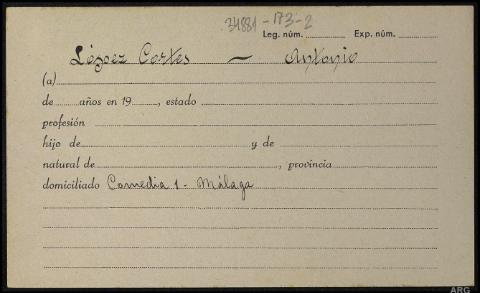 34881-173-2
Leg. núm. Exp. núm.
López Cortes — Antonio
(a)
de años en 19 , estado
profesión
hijo de y de
natural de , provincia
domiciliado Comedia 1 - Málaga
ARG